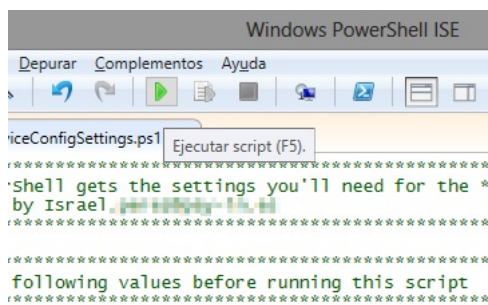 Windows PowerShell ISE
Depurar Complementos Ayuda
iceConfigSettings.ps1
Ejecutar script (F5).
*****************************************************
rShell gets the settings you'll need for the *
by Israel
*****************************************************
*****************************************************
following values before running this script
*****************************************************